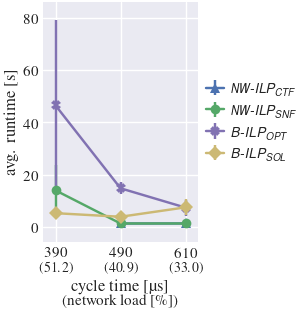 80
60
40
20
0
avg. runtime [s]
390 490 610
(51.2) (40.9) (33.0)
cycle time [µs]
(network load [%])
NW-ILP_CTF
NW-ILP_SNF
B-ILP_OPT
B-ILP_SOL